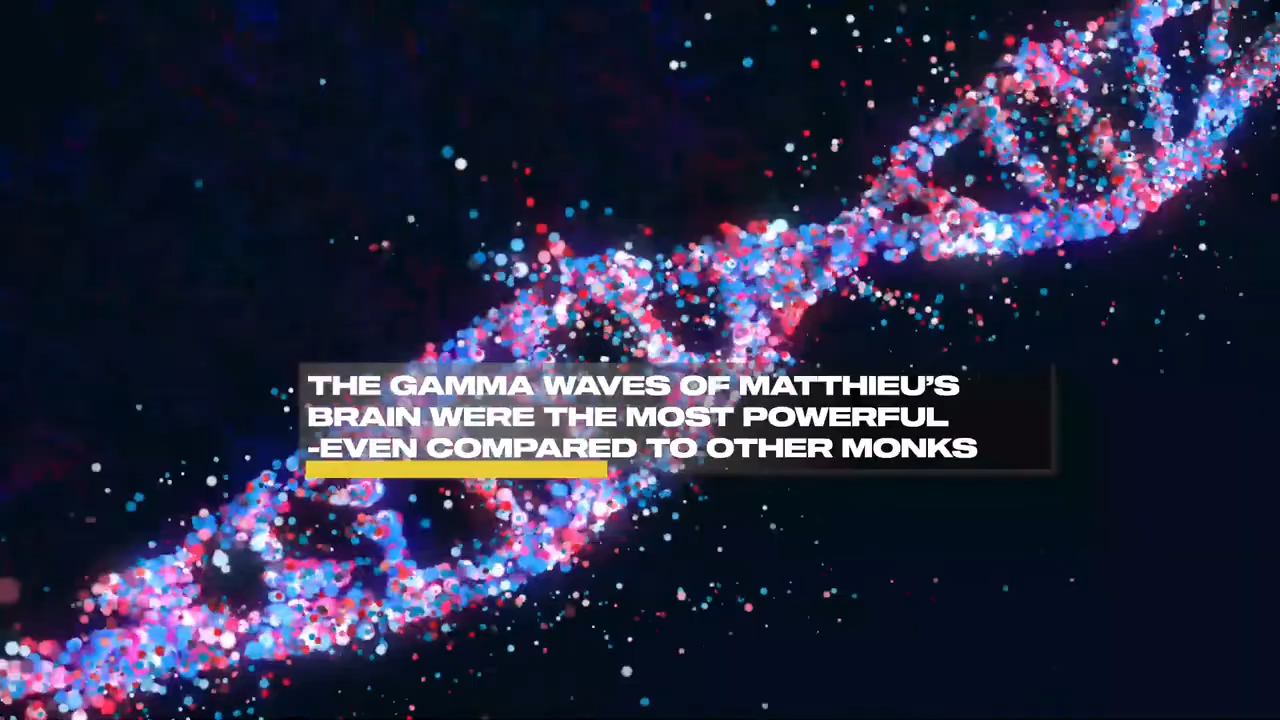 THE GAMMA WAVES OF MATTHIEU’S
BRAIN WERE THE MOST POWERFUL
-EVEN COMPARED TO OTHER MONKS